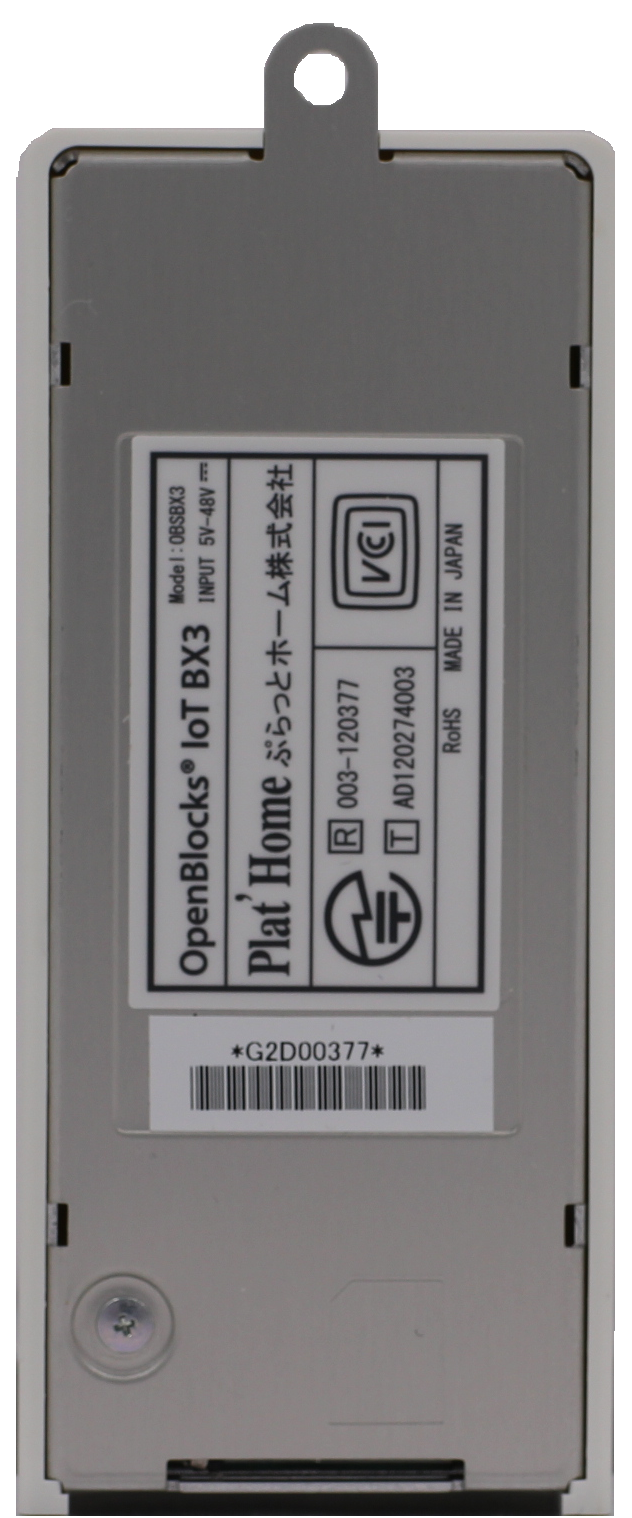 OpenBlocks® IoT BX3
Model:OBSBX3
INPUT 5V-48V
Plat'Home ぷらっとホーム株式会社
R 003-120377
T AD120274003
VCCI
RoHS MADE IN JAPAN
*G2D00377*